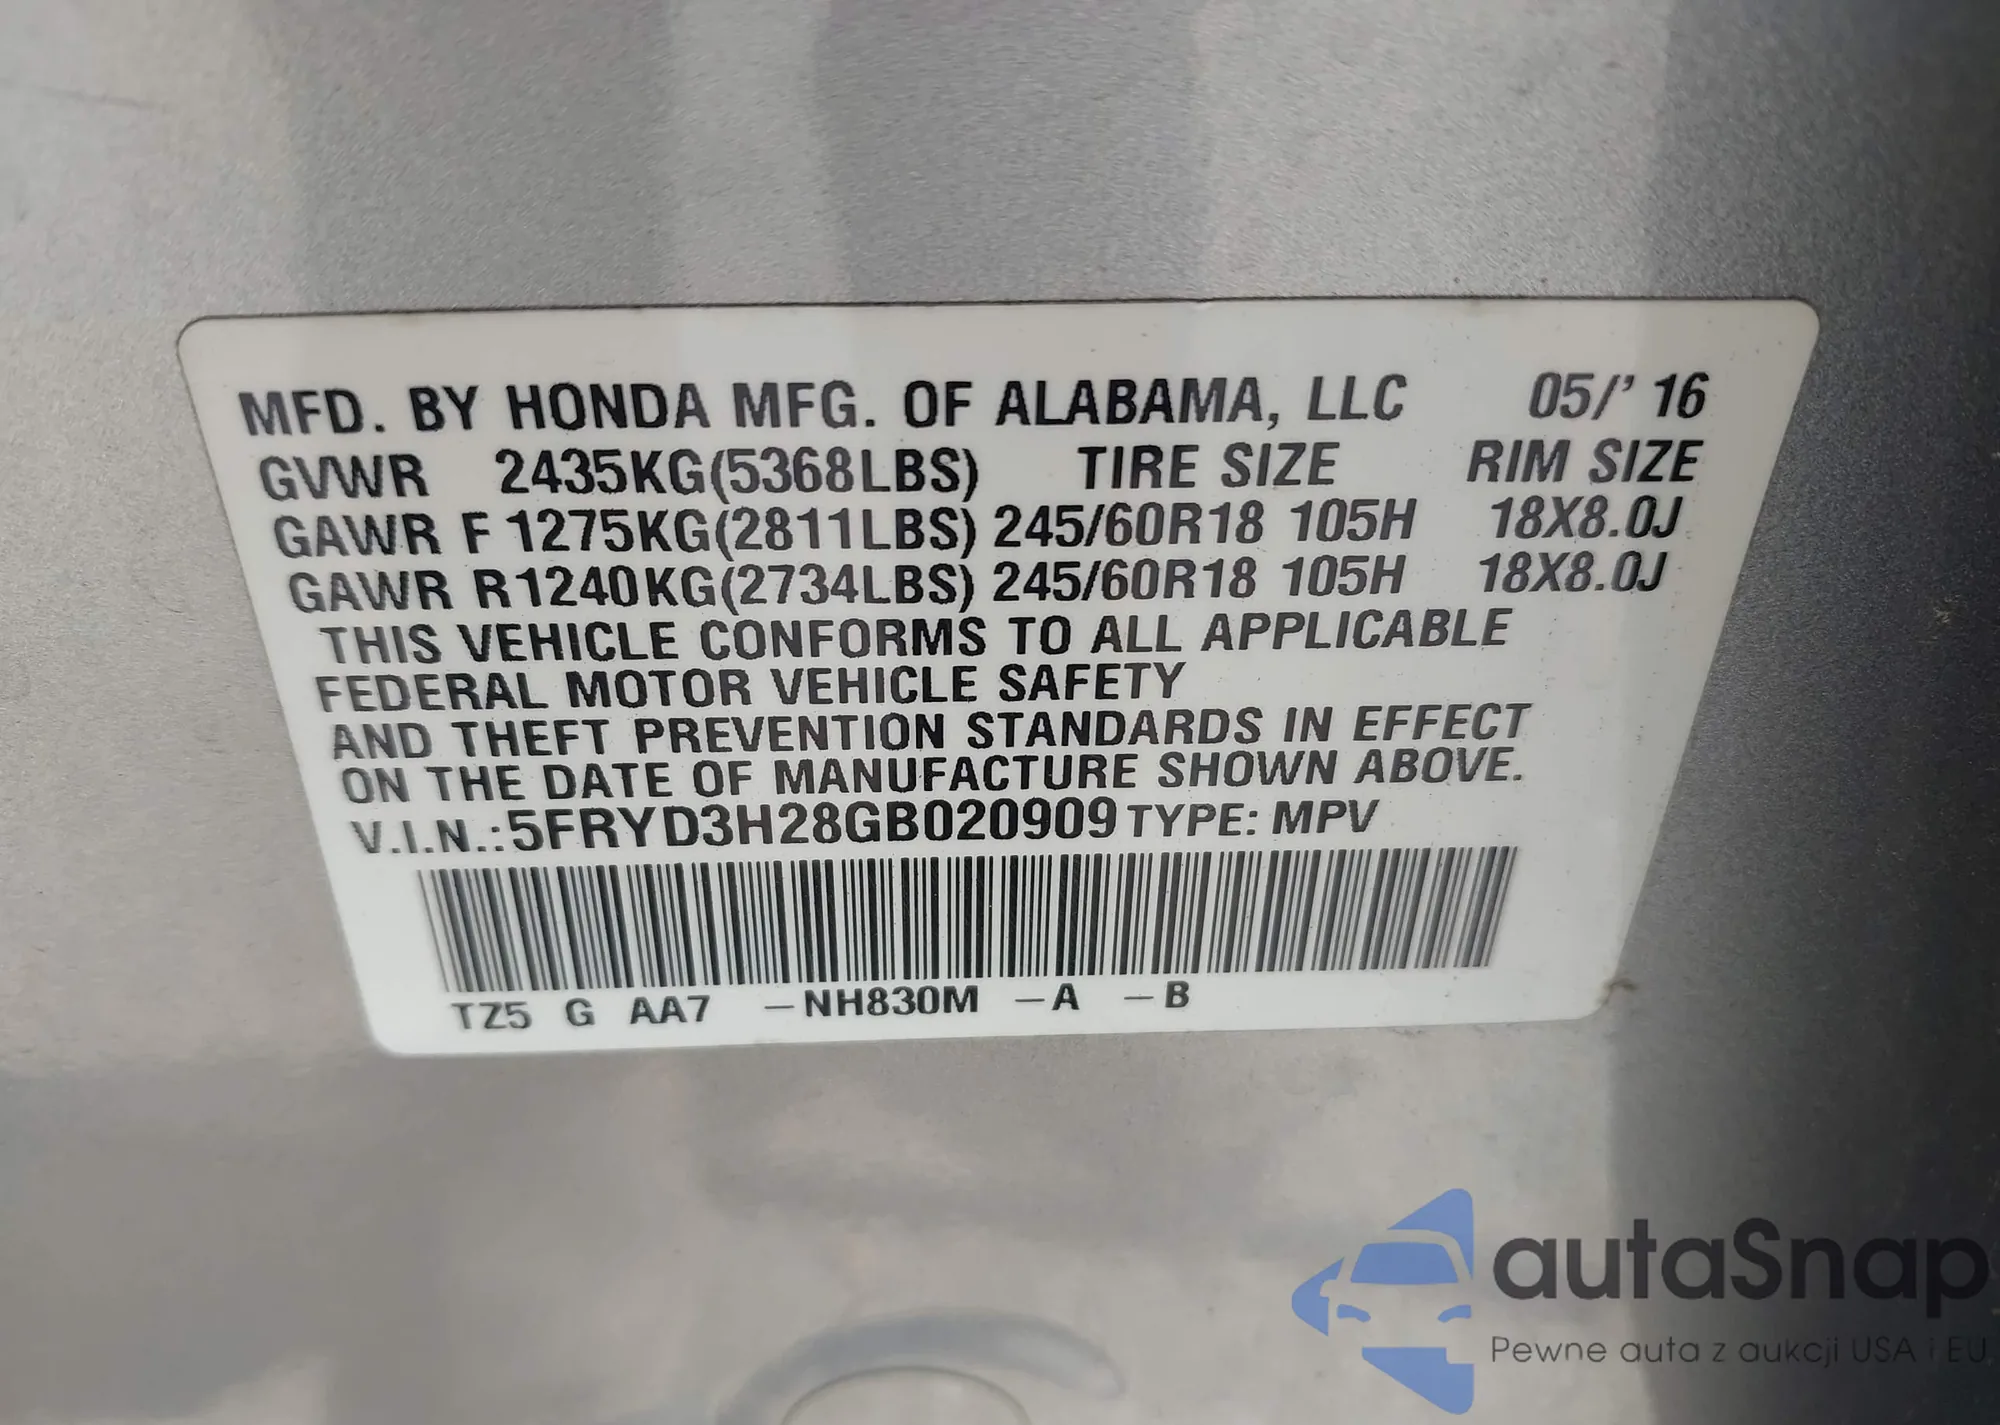 MFD. BY HONDA MFG. OF ALABAMA, LLC 05/' 16
GVWR 2435KG(5368LBS) TIRE SIZE RIM SIZE
GAWR F 1275KG(2811LBS) 245/60R18 105H 18X8.0J
GAWR R 1240KG(2734LBS) 245/60R18 105H 18X8.0J
THIS VEHICLE CONFORMS TO ALL APPLICABLE
FEDERAL MOTOR VEHICLE SAFETY
AND THEFT PREVENTION STANDARDS IN EFFECT
ON THE DATE OF MANUFACTURE SHOWN ABOVE.
V.I.N.:5FRYD3H28GB020909 TYPE: MPV
TZ5 G AA7 -NH830M -A -B
autaSnap
Pewne auta z aukcji USA i EU